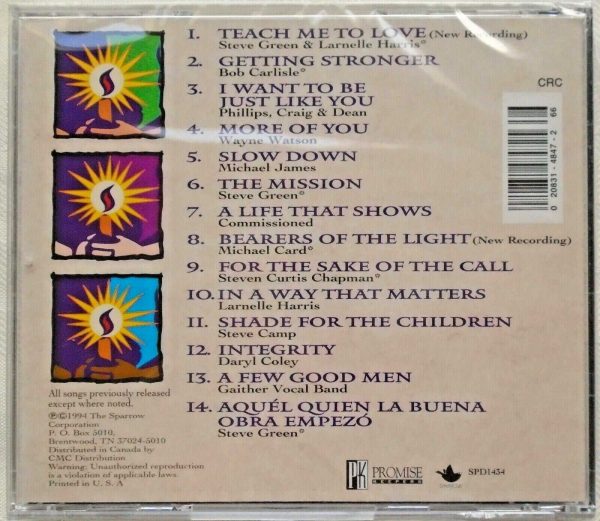 1. TEACH ME TO LOVE (New Recording)
Steve Green & Larnelle Harris*
2. GETTING STRONGER
Bob Carlisle*
3. I WANT TO BE
JUST LIKE YOU
Phillips, Craig & Dean
4. MORE OF YOU
Wayne Watson
5. SLOW DOWN
Michael James
6. THE MISSION
Steve Green*
7. A LIFE THAT SHOWS
Commissioned
8. BEARERS OF THE LIGHT (New Recording)
Michael Card*
9. FOR THE SAKE OF THE CALL
Steven Curtis Chapman*
10. IN A WAY THAT MATTERS
Larnelle Harris
11. SHADE FOR THE CHILDREN
Steve Camp
12. INTEGRITY
Daryl Coley
13. A FEW GOOD MEN
Gaither Vocal Band
14. AQUÉL QUIEN LA BUENA
OBRA EMPEZÓ
Steve Green*
CRC
66
0 20831 - 4847 - 2
All songs previously released
except where noted.
℗©1994 The Sparrow
Corporation
P. O. Box 5010,
Brentwood, TN 37024-5010
Distributed in Canada by
CMC Distribution
Warning: Unauthorized reproduction
is a violation of applicable laws.
Printed in U. S. A
PK PROMISE
KEEPERS
SPD1434